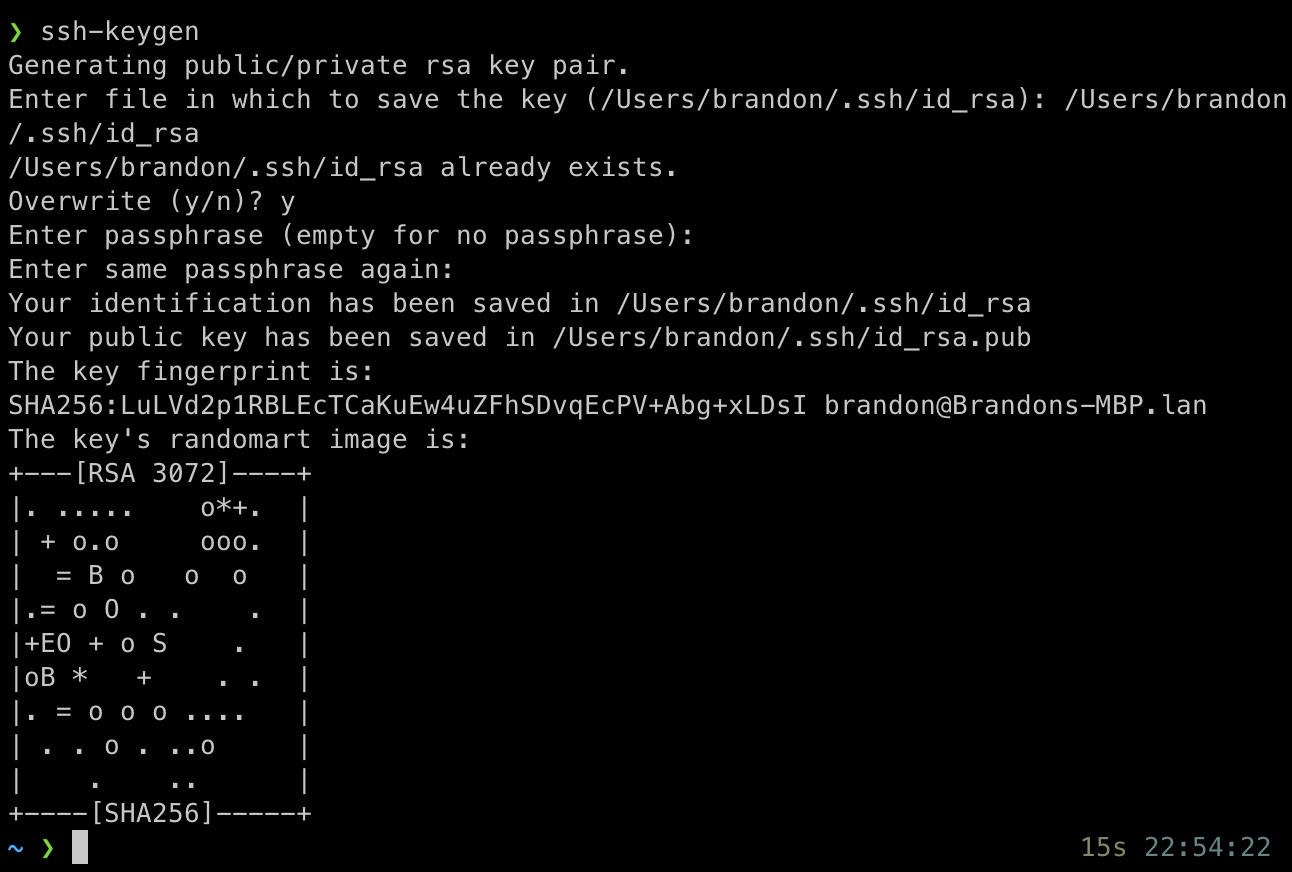 ❯ ssh-keygen
Generating public/private rsa key pair.
Enter file in which to save the key (/Users/brandon/.ssh/id_rsa): /Users/brandon
/.ssh/id_rsa
/Users/brandon/.ssh/id_rsa already exists.
Overwrite (y/n)? y
Enter passphrase (empty for no passphrase):
Enter same passphrase again:
Your identification has been saved in /Users/brandon/.ssh/id_rsa
Your public key has been saved in /Users/brandon/.ssh/id_rsa.pub
The key fingerprint is:
SHA256:LuLVd2p1RBLEcTCaKuEw4uZFhSDvqEcPV+Abg+xLDsI brandon@Brandons-MBP.lan
The key's randomart image is:
+---[RSA 3072]----+
|. .....    o*+.  |
| + o.o     ooo.  |
|  = B o   o  o   |
|.= o O . .    .  |
|+EO + o S    .   |
|oB *   +    . .  |
|. = o o o ....   |
| . . o . ..o     |
|    .    ..      |
+----[SHA256]-----+
~ ❯ 15s 22:54:22